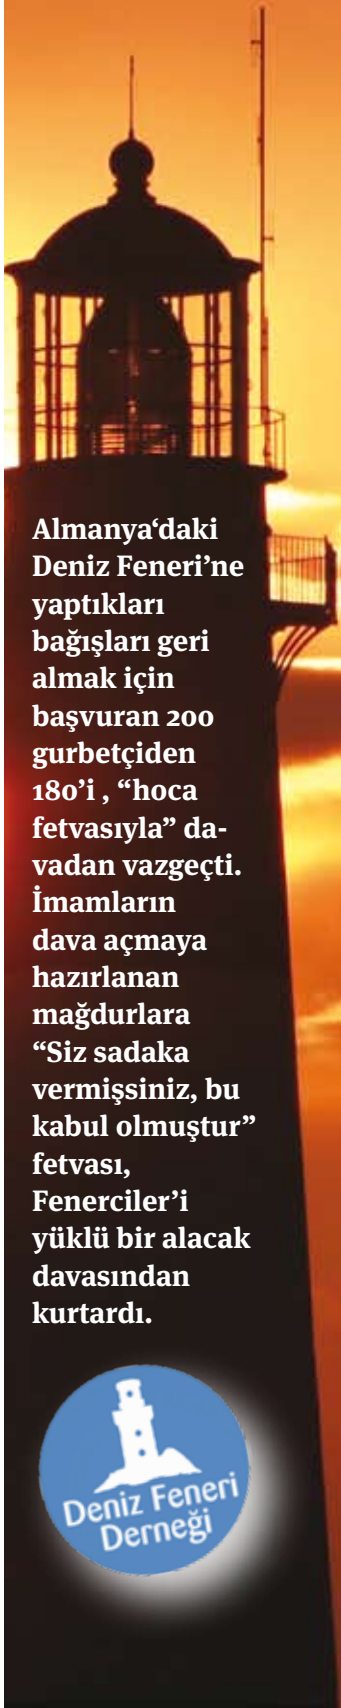 Almanya‘daki
Deniz Feneri’ne
yaptıkları
bağışları geri
almak için
başvuran 200
gurbetçiden
180’i , “hoca
fetvasıyla” da-
vadan vazgeçti.
İmamların
dava açmaya
hazırlanan
mağdurlara
“Siz sadaka
vermişsiniz, bu
kabul olmuştur”
fetvası,
Fenerciler’i
yüklü bir alacak
davasından
kurtardı.
Deniz Feneri
Derneği